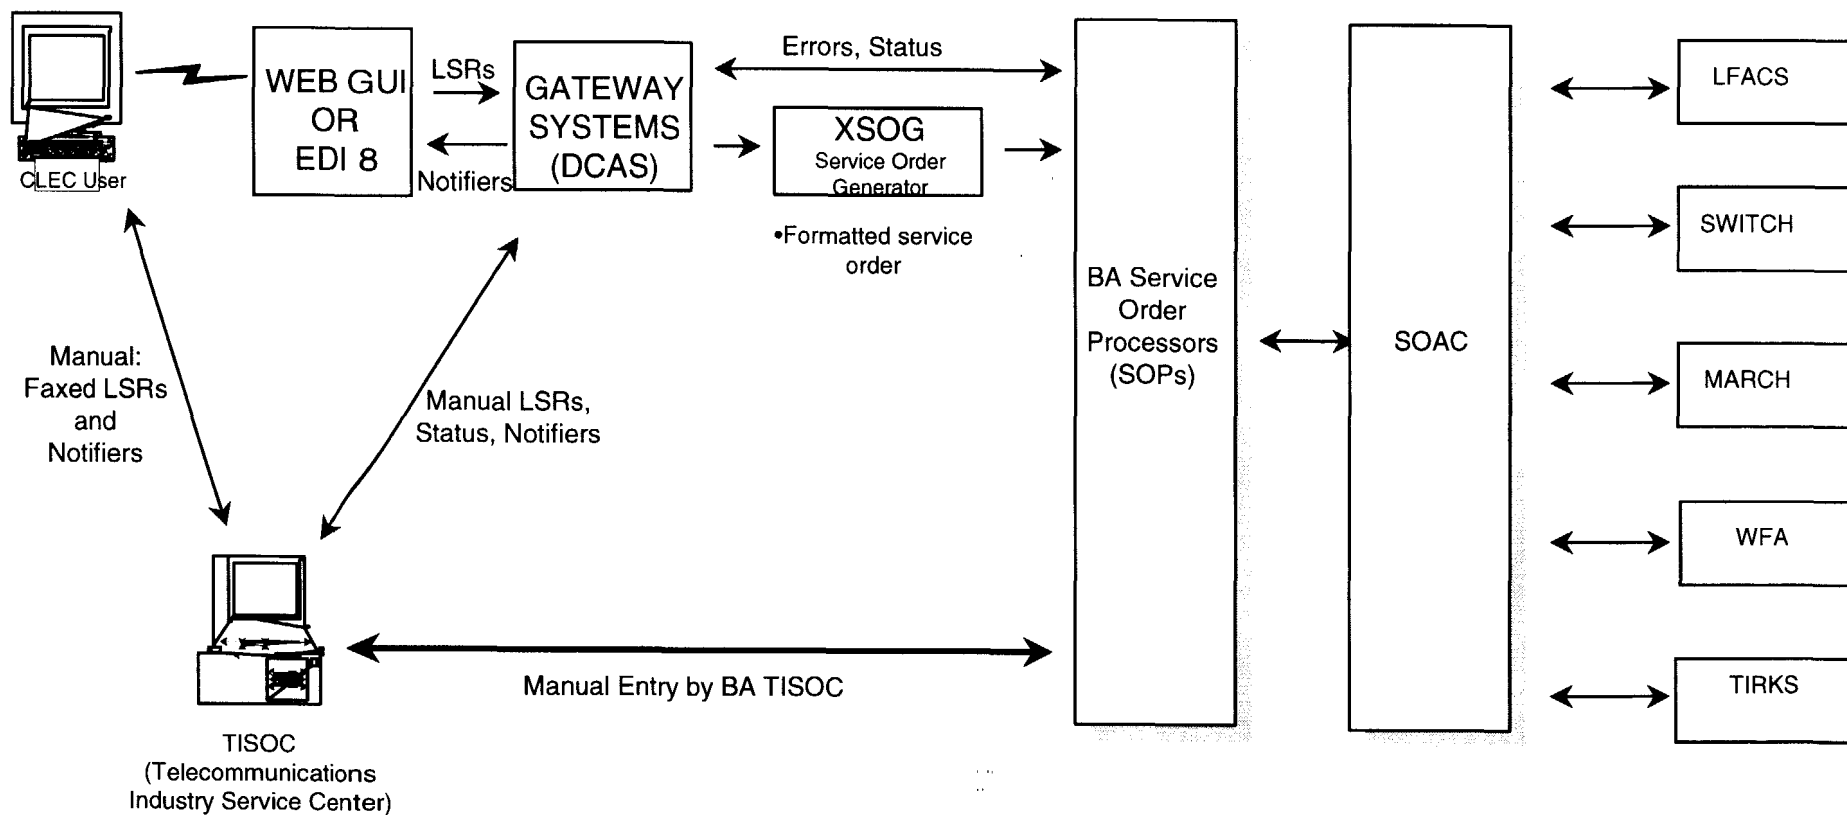 CLEC User
WEB GUI
OR
EDI 8
LSRs
Notifiers
GATEWAY
SYSTEMS
(DCAS)
Errors, Status
XSOG
Service Order
Generator
•Formatted service
order
BA Service
Order
Processors
(SOPs)
SOAC
LFACS
SWITCH
MARCH
WFA
TIRKS
Manual:
Faxed LSRs
and
Notifiers
Manual LSRs,
Status, Notifiers
Manual Entry by BA TISOC
TISOC
(Telecommunications
Industry Service Center)